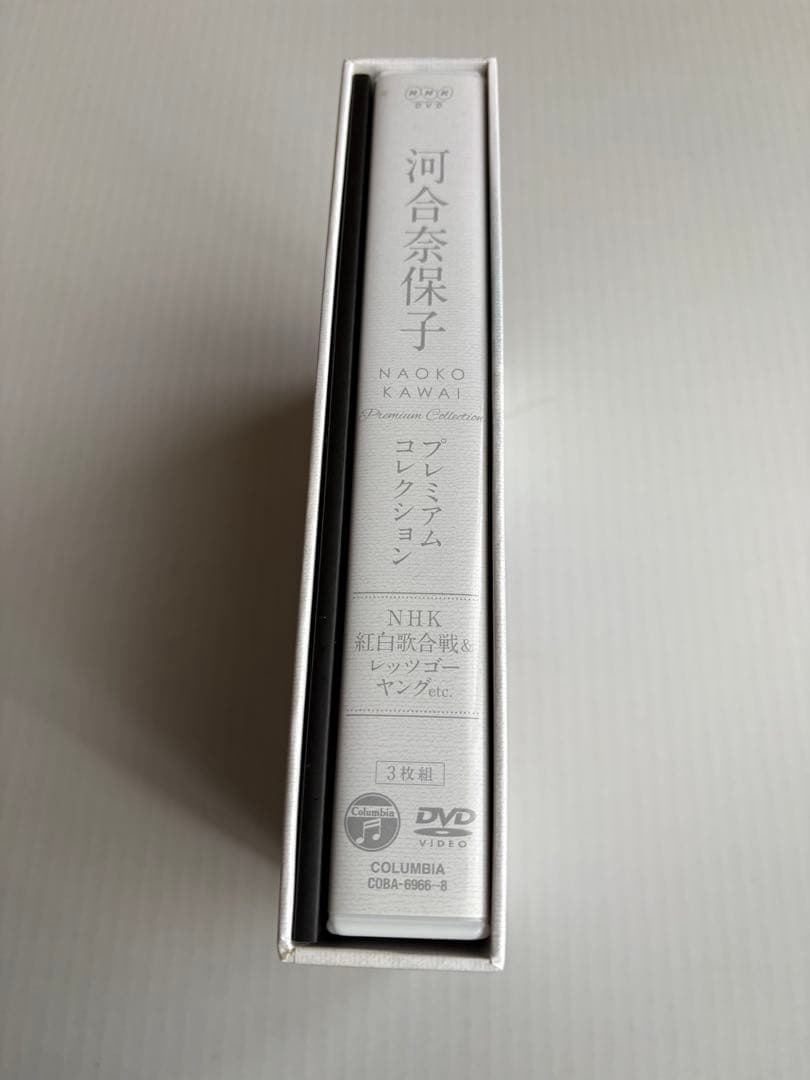 NHK
DVD
河合奈保子
NAOKO
KAWAI
Premium Collection
プレミアム
コレクション
NHK
紅白歌合戦&
レッツゴー
ヤングetc.
3枚組
Columbia
DVD
VIDEO
COLUMBIA
COBA-6966-8